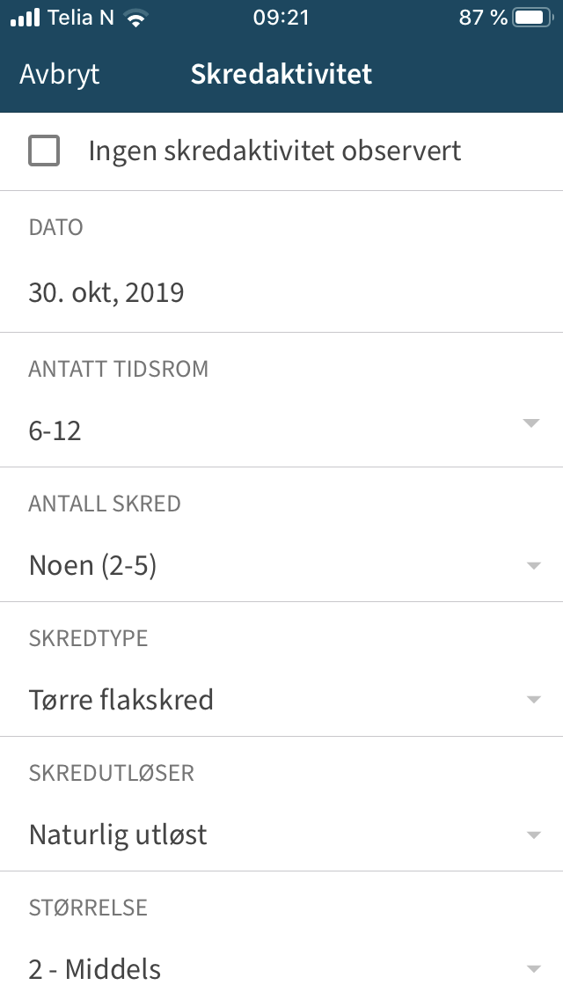 Telia N 09:21 87 %
Avbryt Skredaktivitet
Ingen skredaktivitet observert
DATO
30. okt, 2019
ANTATT TIDSROM
6-12
ANTALL SKRED
Noen (2-5)
SKREDTYPE
Tørre flakskred
SKREDUTLØSER
Naturlig utløst
STØRRELSE
2 - Middels